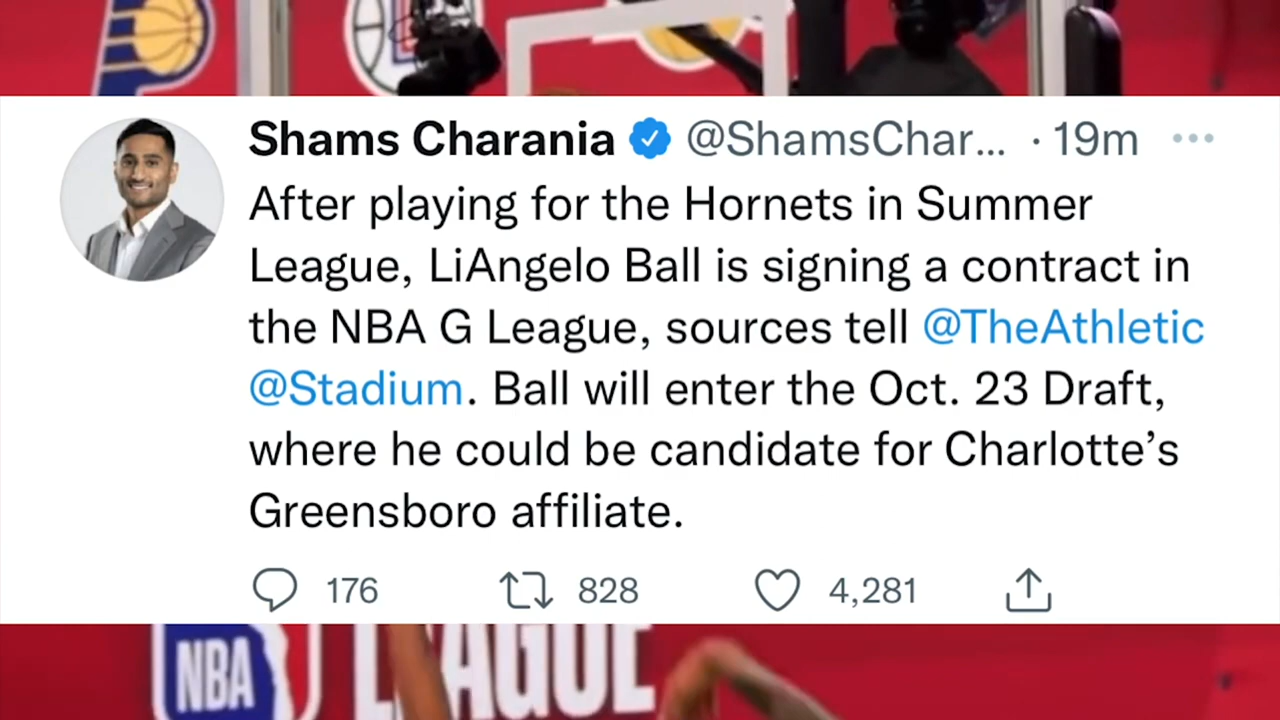 Shams Charania @ShamsChar... · 19m
After playing for the Hornets in Summer
League, LiAngelo Ball is signing a contract in
the NBA G League, sources tell @TheAthletic
@Stadium. Ball will enter the Oct. 23 Draft,
where he could be candidate for Charlotte’s
Greensboro affiliate.
176 828 4,281
NBA LEAGUE